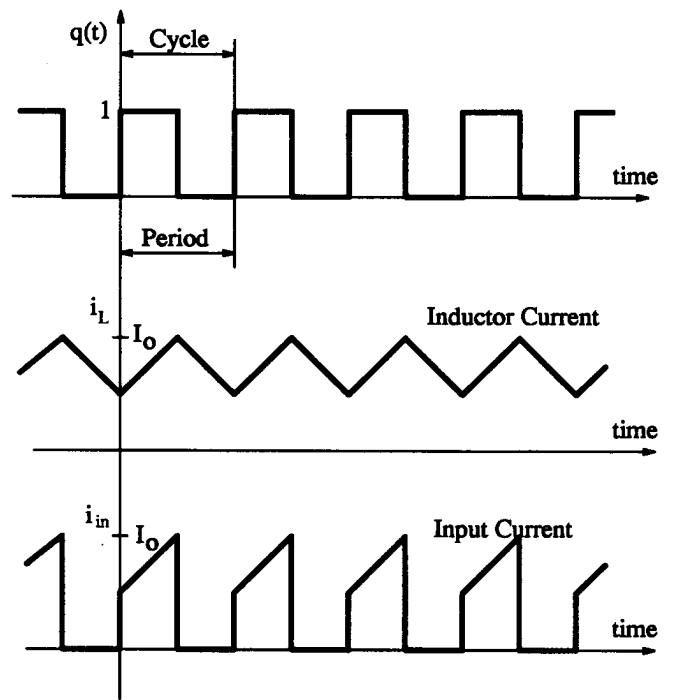 q(t)
Cycle
1
time
Period
i_L
I_o
Inductor Current
time
i_in
I_o
Input Current
time